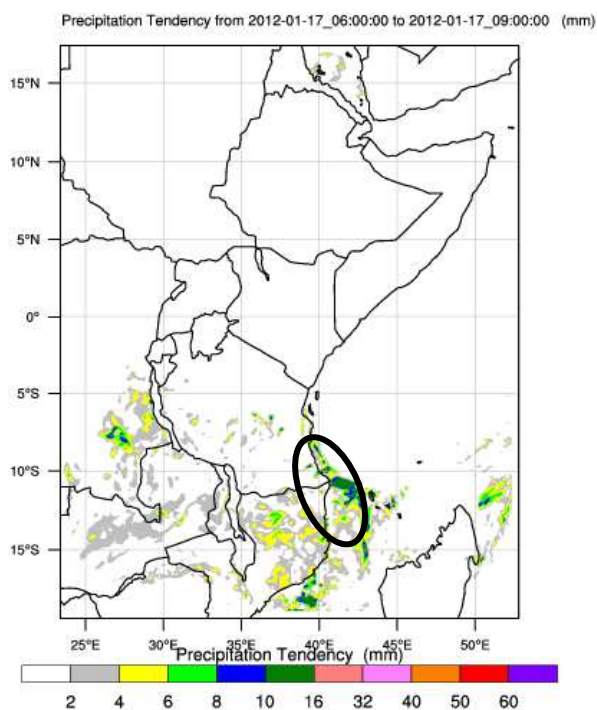 Precipitation Tendency from 2012-01-17_06:00:00 to 2012-01-17_09:00:00 (mm)
15°N
10°N
5°N
0°
5°S
10°S
15°S
25°E 30°E 35°E 40°E 45°E 50°E
Precipitation Tendency (mm)
2 4 6 8 10 16 32 40 50 60